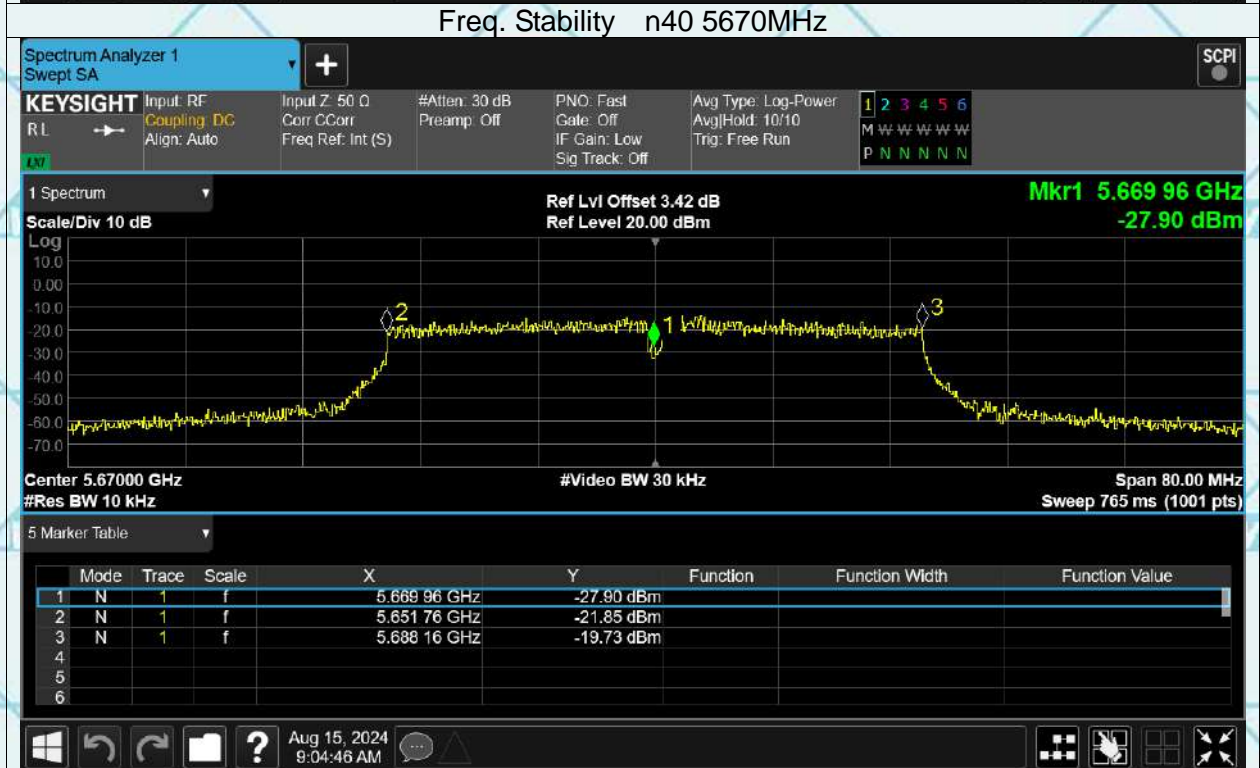 Freq. Stability n40 5670MHz
Spectrum Analyzer 1
Swept SA
+
SCPI
KEYSIGHT
RL
LXI
Input: RF
Coupling: DC
Align: Auto
Input Z: 50 Ω
Corr CCorr
Freq Ref: Int (S)
#Atten: 30 dB
Preamp: Off
PNO: Fast
Gate: Off
IF Gain: Low
Sig Track: Off
Avg Type: Log-Power
Avg|Hold: 10/10
Trig: Free Run
1 2 3 4 5 6
M W W W W W
P N N N N N
1 Spectrum
Scale/Div 10 dB
Ref Lvl Offset 3.42 dB
Ref Level 20.00 dBm
Mkr1 5.669 96 GHz
-27.90 dBm
Log
10.0
0.00
-10.0
-20.0
-30.0
-40.0
-50.0
-60.0
-70.0
2
1
3
Center 5.67000 GHz
#Res BW 10 kHz
#Video BW 30 kHz
Span 80.00 MHz
Sweep 765 ms (1001 pts)
5 Marker Table
Mode Trace Scale X Y Function Function Width Function Value
1 N 1 f 5.669 96 GHz -27.90 dBm
2 N 1 f 5.651 76 GHz -21.85 dBm
3 N 1 f 5.688 16 GHz -19.73 dBm
4
5
6
?
Aug 15, 2024
9:04:46 AM